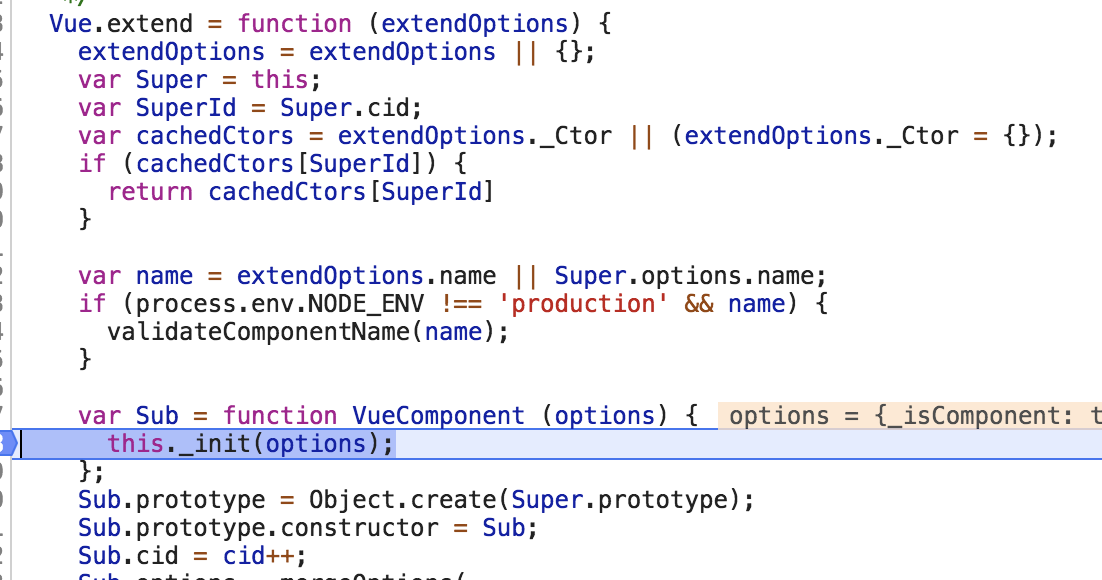 */
Vue.extend = function (extendOptions) {
extendOptions = extendOptions || {};
var Super = this;
var SuperId = Super.cid;
var cachedCtors = extendOptions._Ctor || (extendOptions._Ctor = {});
if (cachedCtors[SuperId]) {
return cachedCtors[SuperId]
}
var name = extendOptions.name || Super.options.name;
if (process.env.NODE_ENV !== 'production' && name) {
validateComponentName(name);
}
var Sub = function VueComponent (options) { options = {_isComponent: t
this._init(options);
};
Sub.prototype = Object.create(Super.prototype);
Sub.prototype.constructor = Sub;
Sub.cid = cid++;
Sub.options = mergeOptions(